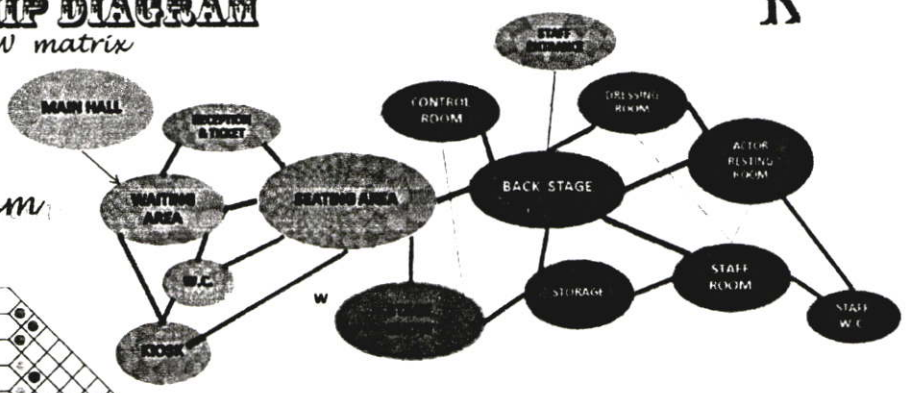 IP DIAGRAM
W matrix
R
STAFF
ENTRANCE
MAIN HALL
RECEPTION
& TICKET
CONTROL
ROOM
DRESSING
ROOM
ACTOR
RESTING
ROOM
WAITING
AREA
SEATING AREA
BACK STAGE
m
W.C.
W
STORAGE
STAFF
ROOM
STAFF
W.C
KIOSK